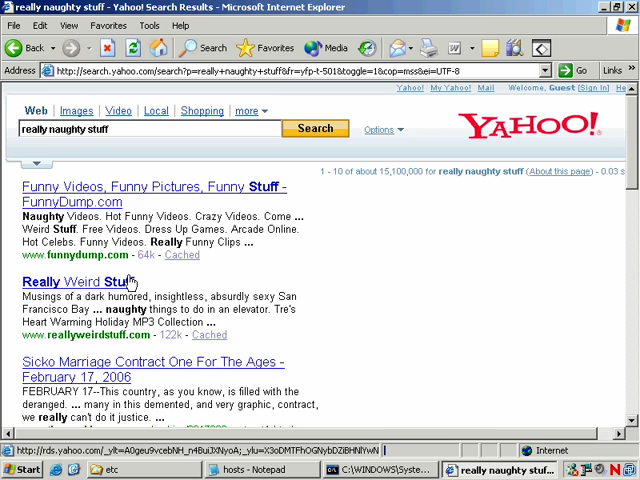 really naughty stuff - Yahoo! Search Results - Microsoft Internet Explorer
File Edit View Favorites Tools Help
Back Search Favorites Media
Address http://search.yahoo.com/search?p=really+naughty+stuff&fr=yfp-t-501&toggle=1&cop=mss&ei=UTF-8 Go Links »
Yahoo! My Yahoo! Mail Welcome, Guest [Sign In] He
Web Images Video Local Shopping more
really naughty stuff Search Options YAHOO!
1 - 10 of about 15,100,000 for really naughty stuff (About this page) - 0.03 s
Funny Videos, Funny Pictures, Funny Stuff -
FunnyDump.com
Naughty Videos. Hot Funny Videos. Crazy Videos. Come ...
Weird Stuff. Free Videos. Dress Up Games. Arcade Online.
Hot Celebs. Funny Videos. Really Funny Clips ...
www.funnydump.com - 64k - Cached
Really Weird Stuff
Musings of a dark humored, insightless, absurdly sexy San
Francisco Bay ... naughty things to do in an elevator. Tre's
Heart Warming Holiday MP3 Collection ...
www.reallyweirdstuff.com - 122k - Cached
Sicko Marriage Contract One For The Ages -
February 17, 2006
FEBRUARY 17--This country, as you know, is filled with the
deranged. ... many in this demented, and very graphic, contract,
we really can't do it justice. ...
Internet
Start etc hosts - Notepad C:\WINDOWS\System... really naughty stuf...